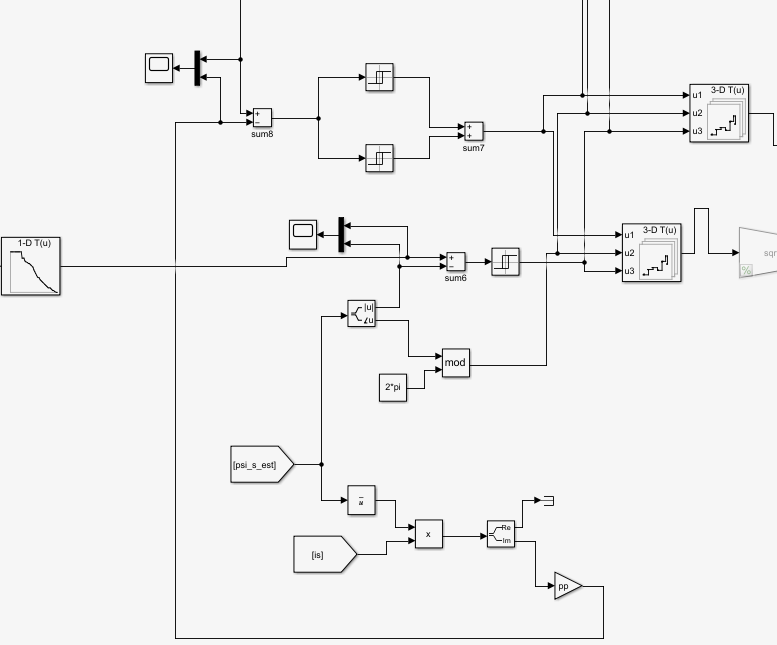 3-D T(u)
u1
u2
u3
+
−
sum8
+
+
sum7
1-D T(u)
+
−
sum6
3-D T(u)
u1
u2
u3
sqr
%
|u|
∠u
mod
2*pi
[psi_s_est]
[is]
x
Re
Im
pp